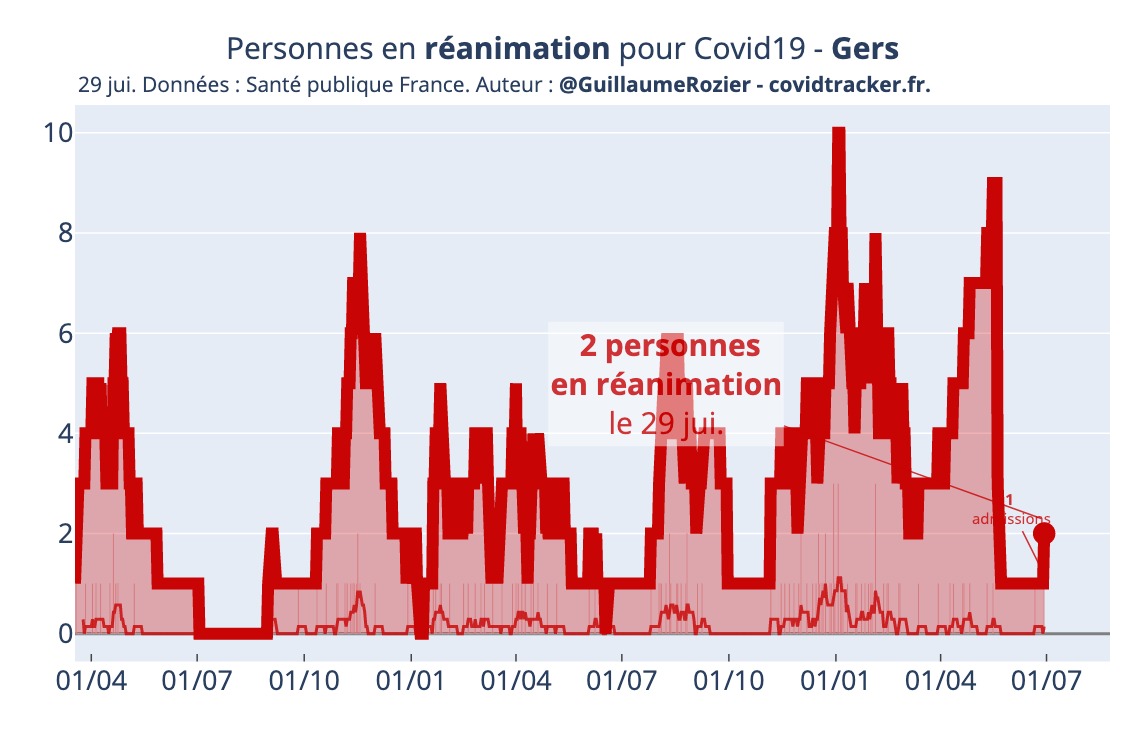 Personnes en réanimation pour Covid19 - Gers
29 jui. Données : Santé publique France. Auteur : @GuillaumeRozier - covidtracker.fr.
10
8
6
4
2
0
2 personnes
en réanimation
le 29 jui.
1
admissions
01/04 01/07 01/10 01/01 01/04 01/07 01/10 01/01 01/04 01/07